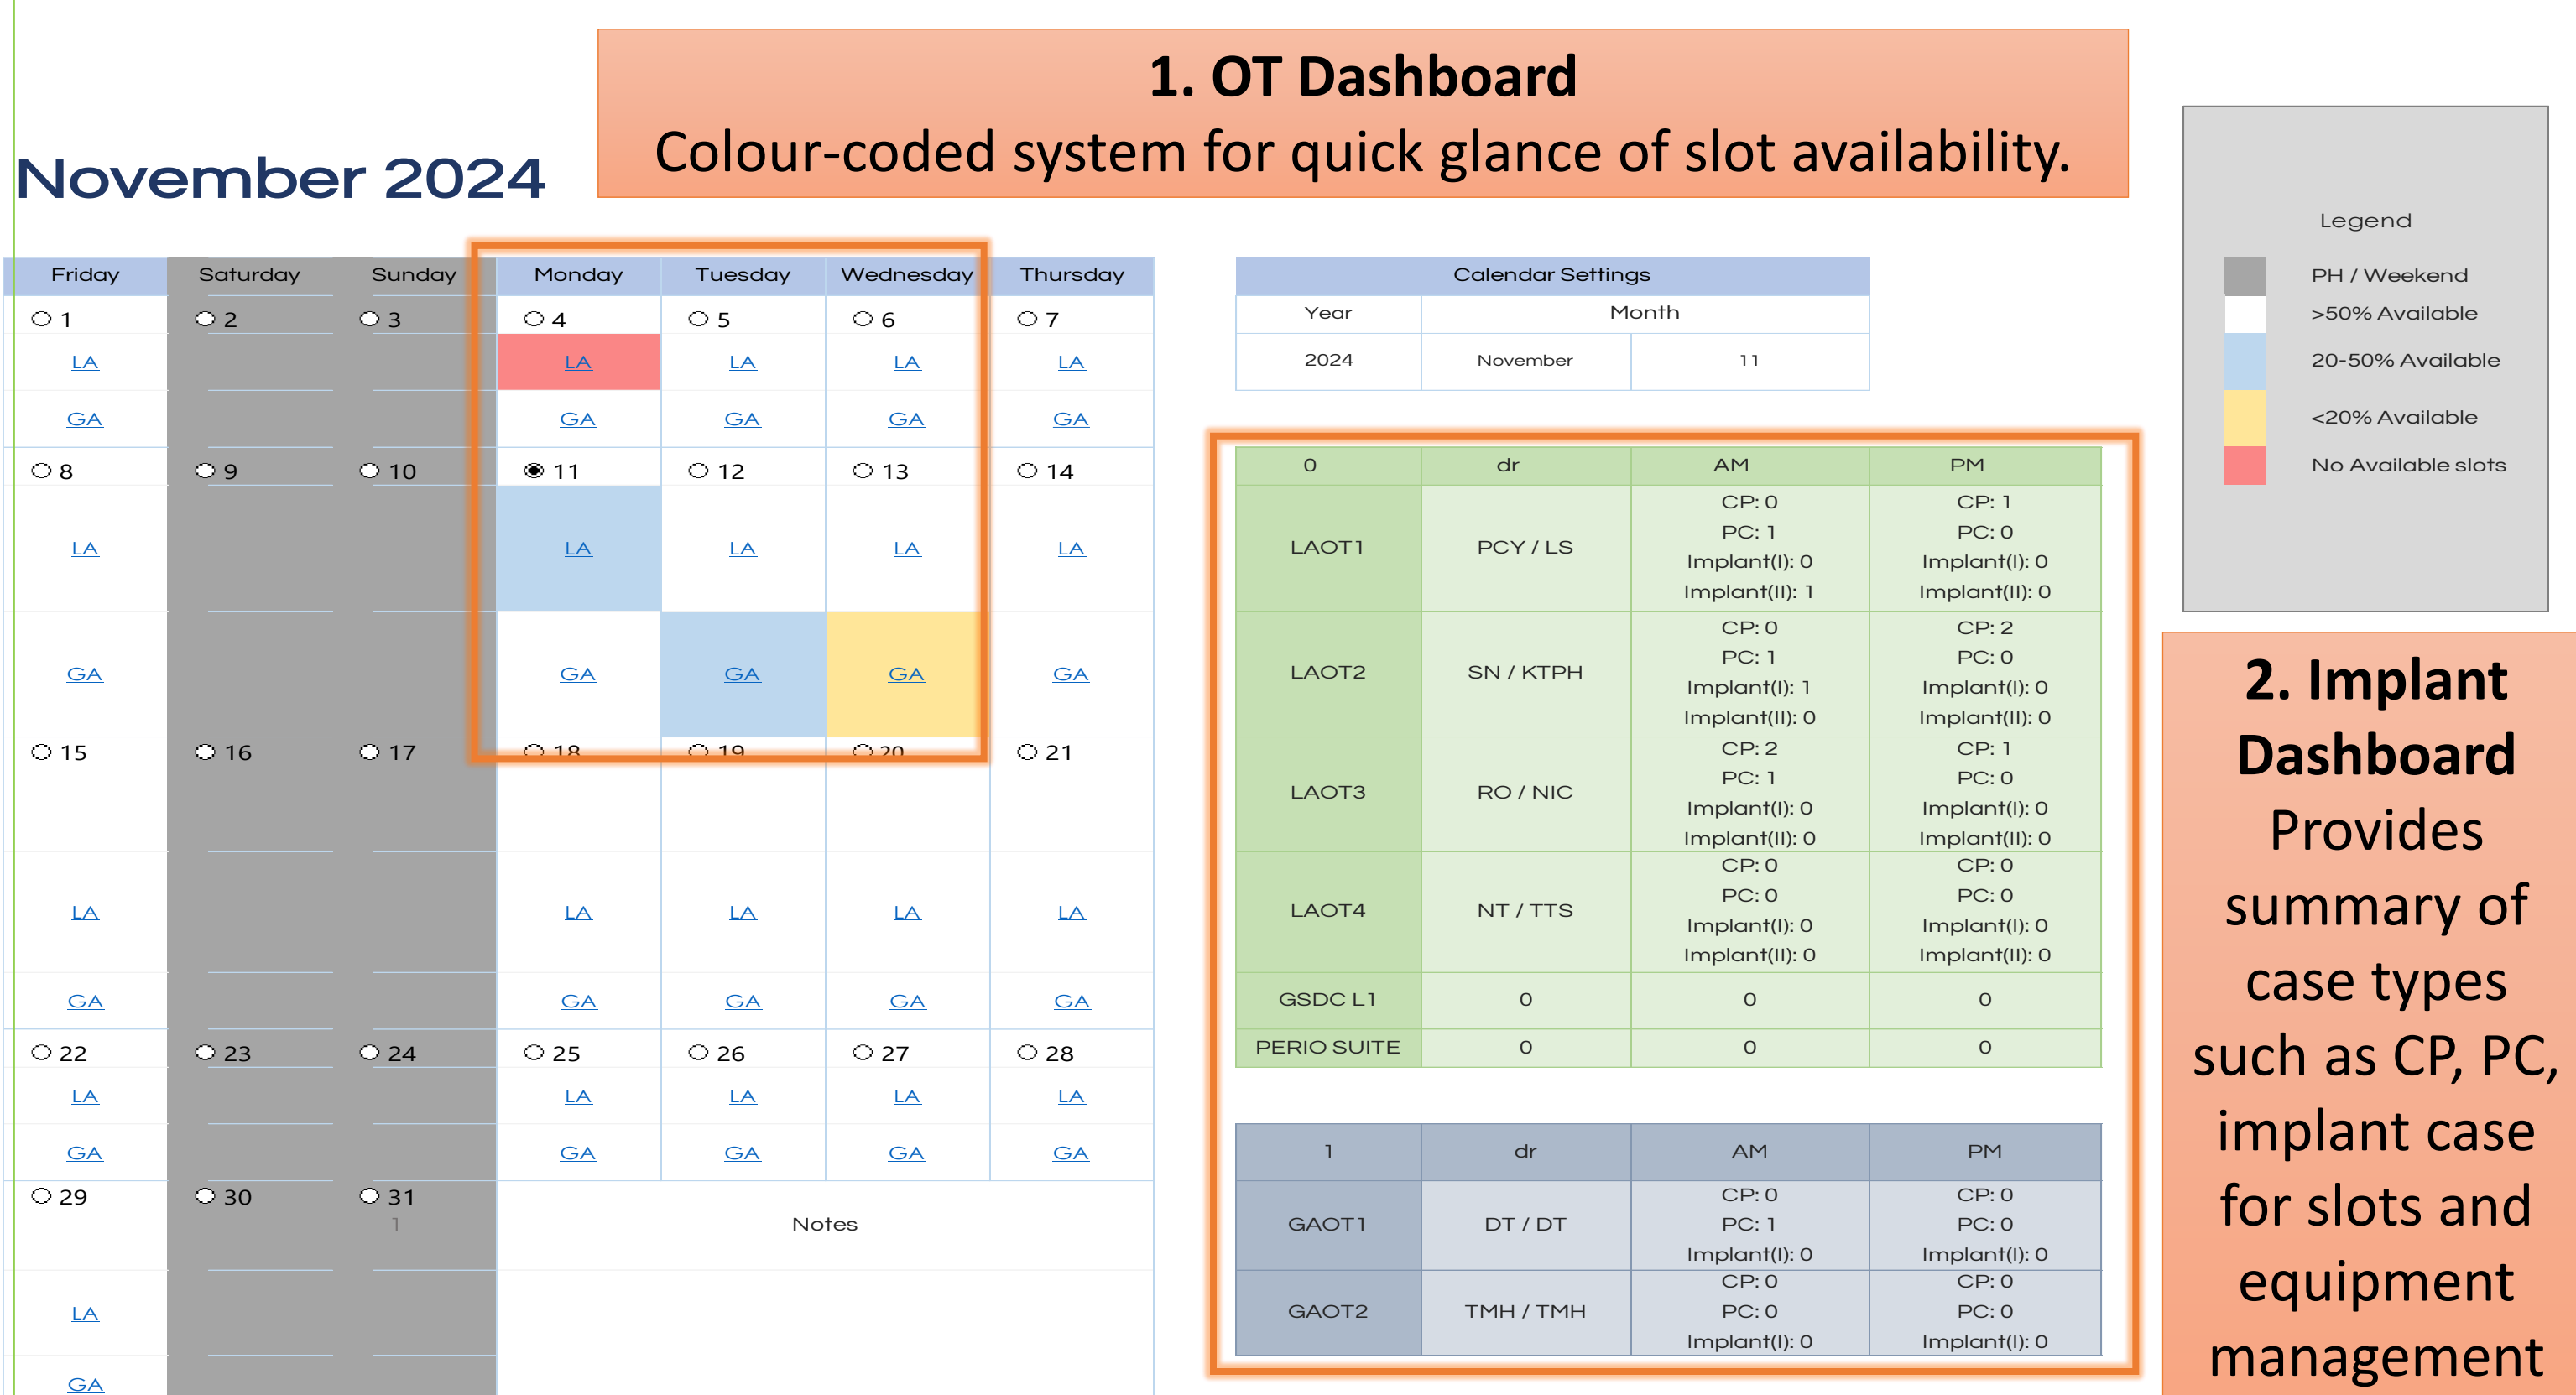 1. OT Dashboard
Colour-coded system for quick glance of slot availability.
November 2024
Friday Saturday Sunday Monday Tuesday Wednesday Thursday
1 2 3 4 5 6 7
LA LA LA LA LA
GA GA GA GA GA
8 9 10 11 12 13 14
LA LA LA LA LA
GA GA GA GA GA
15 16 17 18 19 20 21
LA LA LA LA LA
GA GA GA GA GA
22 23 24 25 26 27 28
LA LA LA LA LA
GA GA GA GA GA
29 30 31
1
Notes
LA
GA
Calendar Settings
Year Month
2024 November 11
0 dr AM PM
LAOT1 PCY / LS
CP: 0 CP: 1
PC: 1 PC: 0
Implant(I): 0 Implant(I): 0
Implant(II): 1 Implant(II): 0
LAOT2 SN / KTPH
CP: 0 CP: 2
PC: 1 PC: 0
Implant(I): 1 Implant(I): 0
Implant(II): 0 Implant(II): 0
LAOT3 RO / NIC
CP: 2 CP: 1
PC: 1 PC: 0
Implant(I): 0 Implant(I): 0
Implant(II): 0 Implant(II): 0
LAOT4 NT / TTS
CP: 0 CP: 0
PC: 0 PC: 0
Implant(I): 0 Implant(I): 0
Implant(II): 0 Implant(II): 0
GSDC L1 0 0 0
PERIO SUITE 0 0 0
1 dr AM PM
GAOT1 DT / DT
CP: 0 CP: 0
PC: 1 PC: 0
Implant(I): 0 Implant(I): 0
GAOT2 TMH / TMH
CP: 0 CP: 0
PC: 0 PC: 0
Implant(I): 0 Implant(I): 0
Legend
PH / Weekend
>50% Available
20-50% Available
<20% Available
No Available slots
2. Implant
Dashboard
Provides
summary of
case types
such as CP, PC,
implant case
for slots and
equipment
management